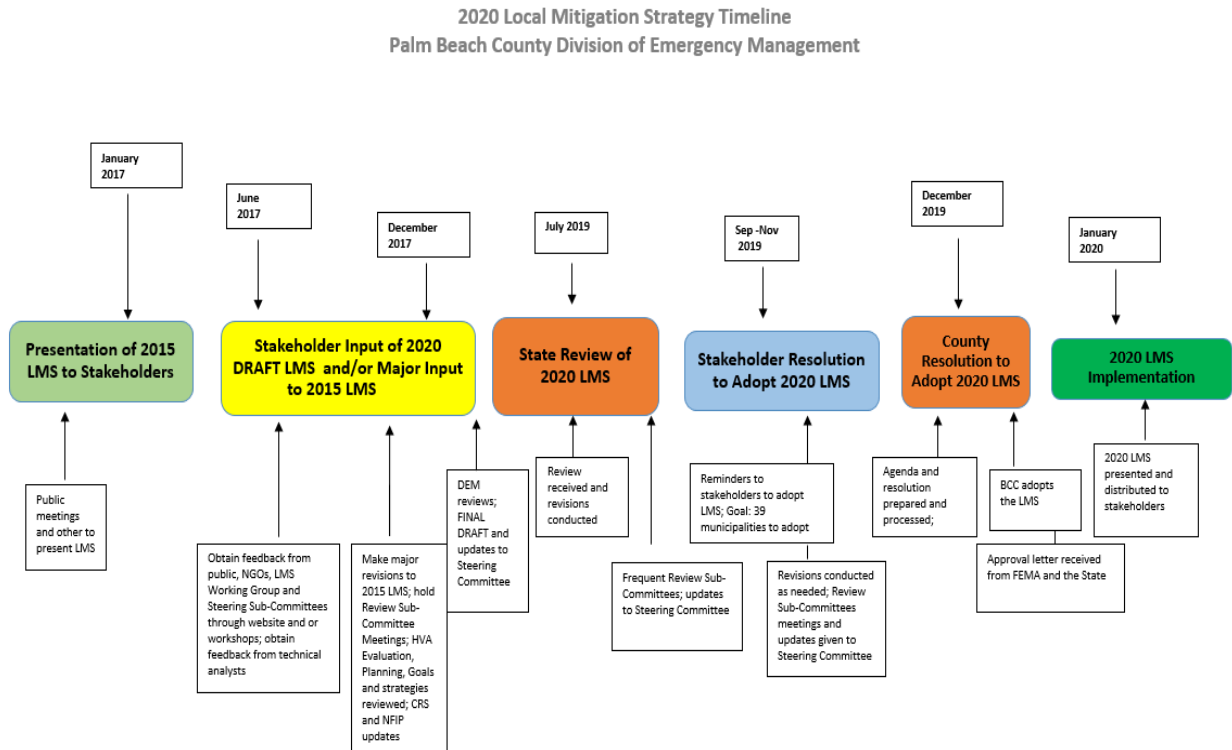 2020 Local Mitigation Strategy Timeline
Palm Beach County Division of Emergency Management
January
2017
June
2017
December
2017
July 2019
Sep -Nov
2019
December
2019
January
2020
Presentation of 2015
LMS to Stakeholders
Stakeholder Input of 2020
DRAFT LMS and/or Major Input
to 2015 LMS
State Review of
2020 LMS
Stakeholder Resolution
to Adopt 2020 LMS
County
Resolution to
Adopt 2020 LMS
2020 LMS
Implementation
Public
meetings
and other to
present LMS
Obtain feedback from
public, NGOs, LMS
Working Group and
Steering Sub-Committees
through website and or
workshops; obtain
feedback from technical
analysts
Make major
revisions to
2015 LMS; hold
Review Sub-
Committee
Meetings; HVA
Evaluation,
Planning, Goals
and strategies
reviewed; CRS
and NFIP
updates
DEM
reviews;
FINAL
DRAFT and
updates to
Steering
Committee
Review
received and
revisions
conducted
Frequent Review Sub-
Committees; updates
to Steering Committee
Reminders to
stakeholders to adopt
LMS; Goal: 39
municipalities to adopt
Revisions conducted
as needed; Review
Sub-Committees
meetings and
updates given to
Steering Committee
Agenda and
resolution
prepared and
processed;
BCC adopts
the LMS
Approval letter received
from FEMA and the State
2020 LMS
presented and
distributed to
stakeholders